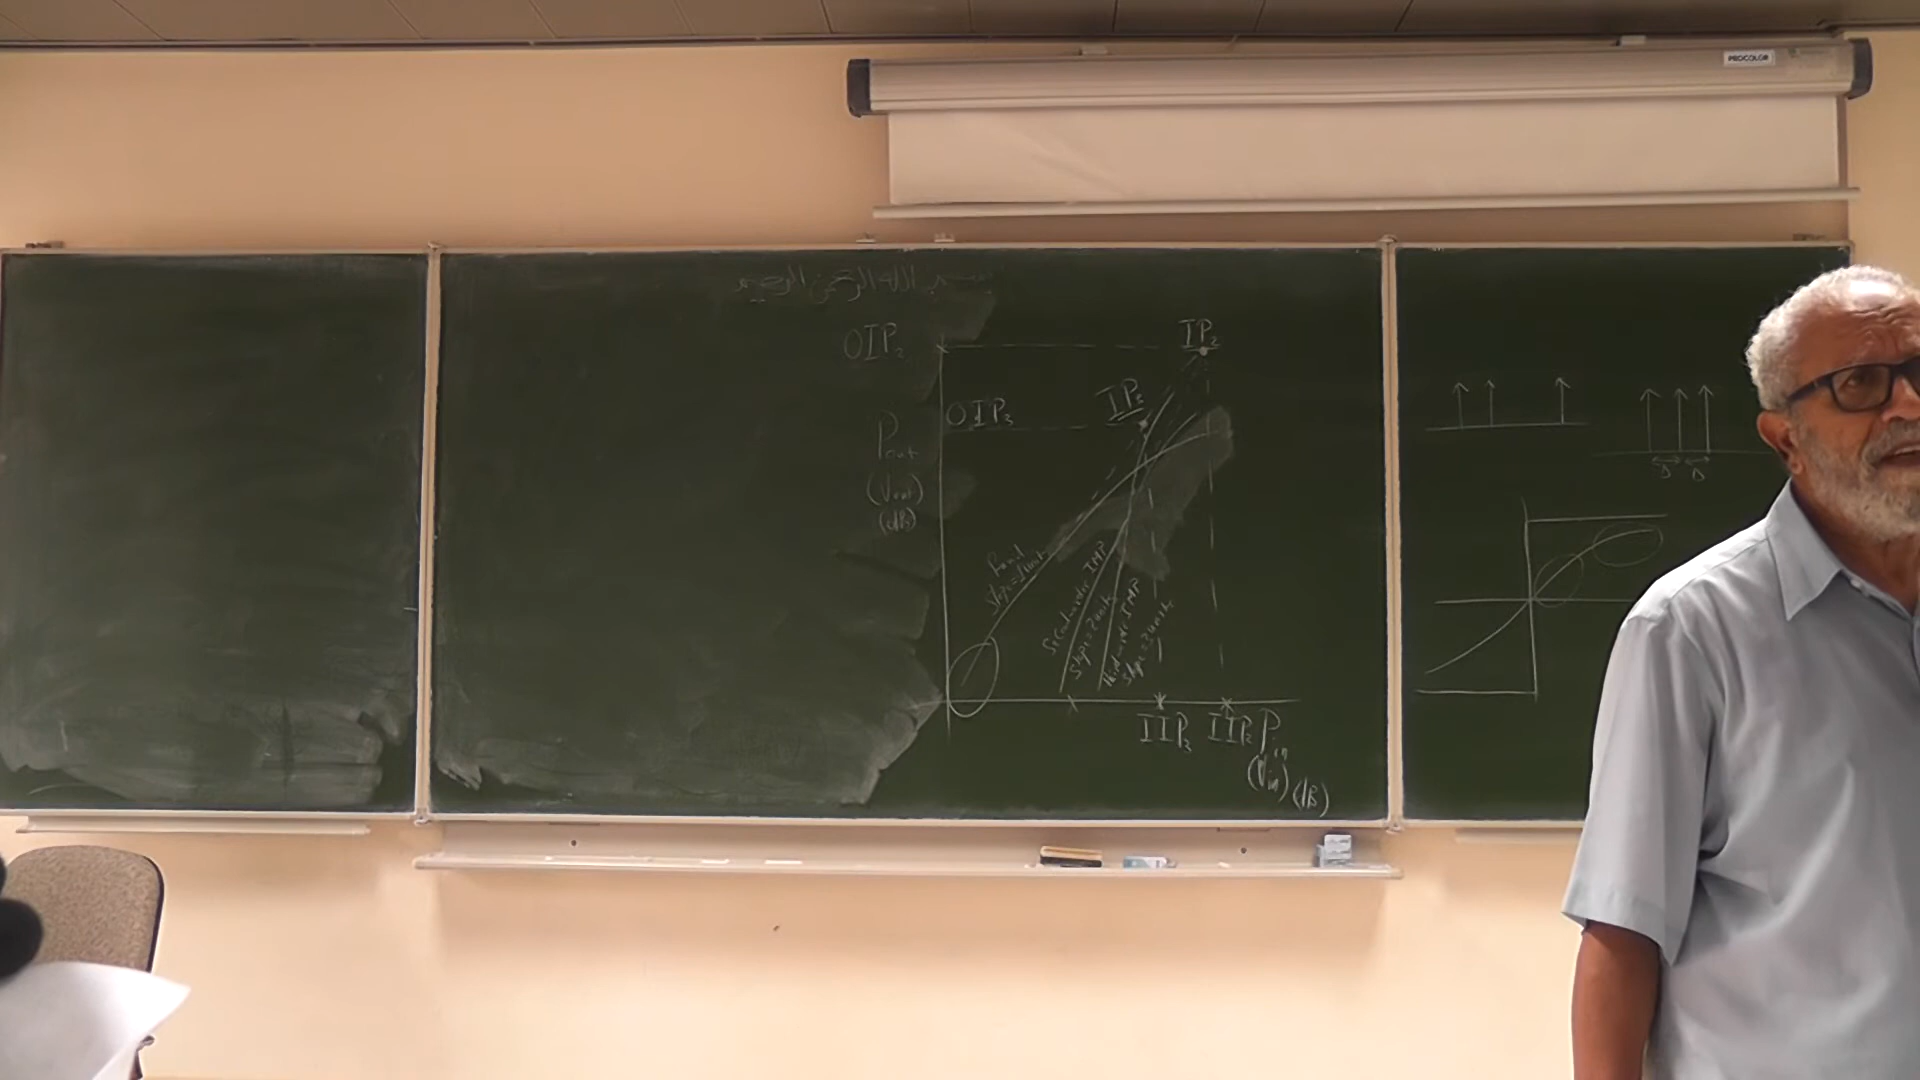 PROCOLOR
بسم الله الرحمن الرحيم
OIP₂
IP₂
OIP₃
IP₃
Pout
(Vout)
(dB)
Slope=1unit
Second-order IMP
Slope=2units
third-order IMP
Slope=3units
IIP₃ IIP₂ Pin
(Vin) (dB)
Δ Δ